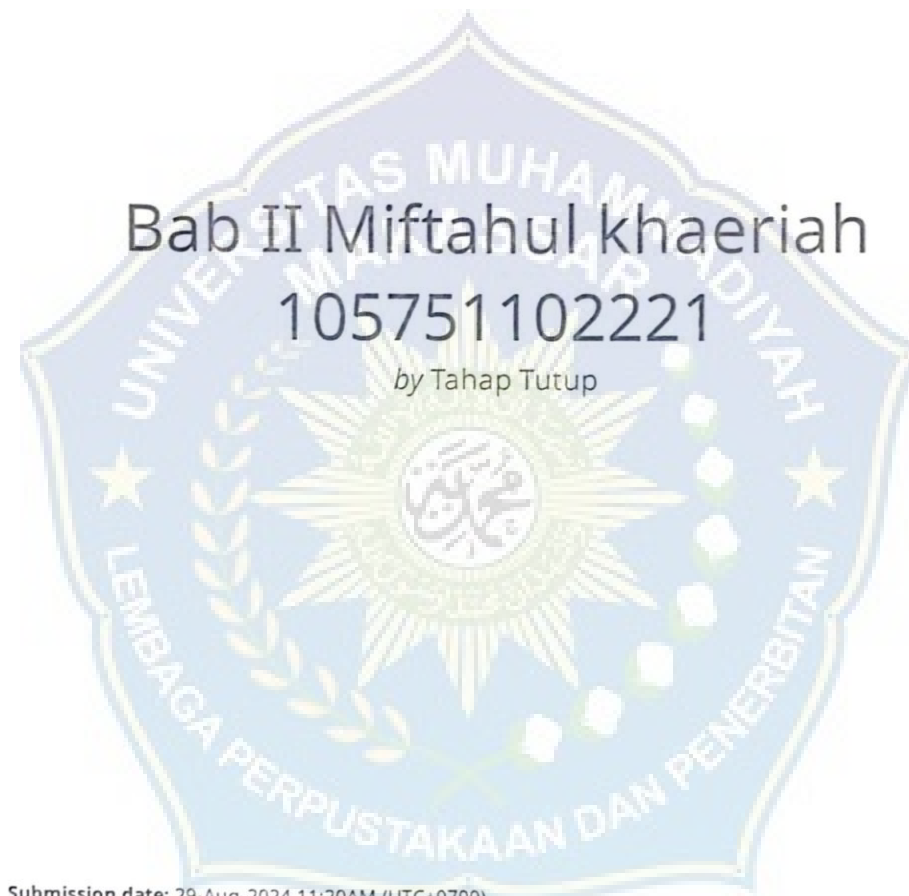 UNIVERSITAS MUHAMMADIYAH
MAKASSAR
Bab II Miftahul khaeriah
105751102221
by Tahap Tutup
محمد
LEMBAGA PERPUSTAKAAN DAN PENERBITAN
Submission date: 29-Aug-2024 11:20AM (UTC+0700)